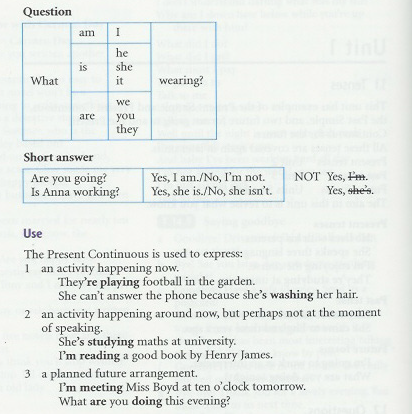 Question
am I
he
is she
it
What wearing?
we
are you
they
Short answer
Are you going? Yes, I am./No, I'm not. NOT Yes, I'm.
Is Anna working? Yes, she is./No, she isn't. Yes, she's.
Use
The Present Continuous is used to express:
1 an activity happening now.
They're playing football in the garden.
She can't answer the phone because she's washing her hair.
2 an activity happening around now, but perhaps not at the moment
of speaking.
She's studying maths at university.
I'm reading a good book by Henry James.
3 a planned future arrangement.
I'm meeting Miss Boyd at ten o'clock tomorrow.
What are you doing this evening?